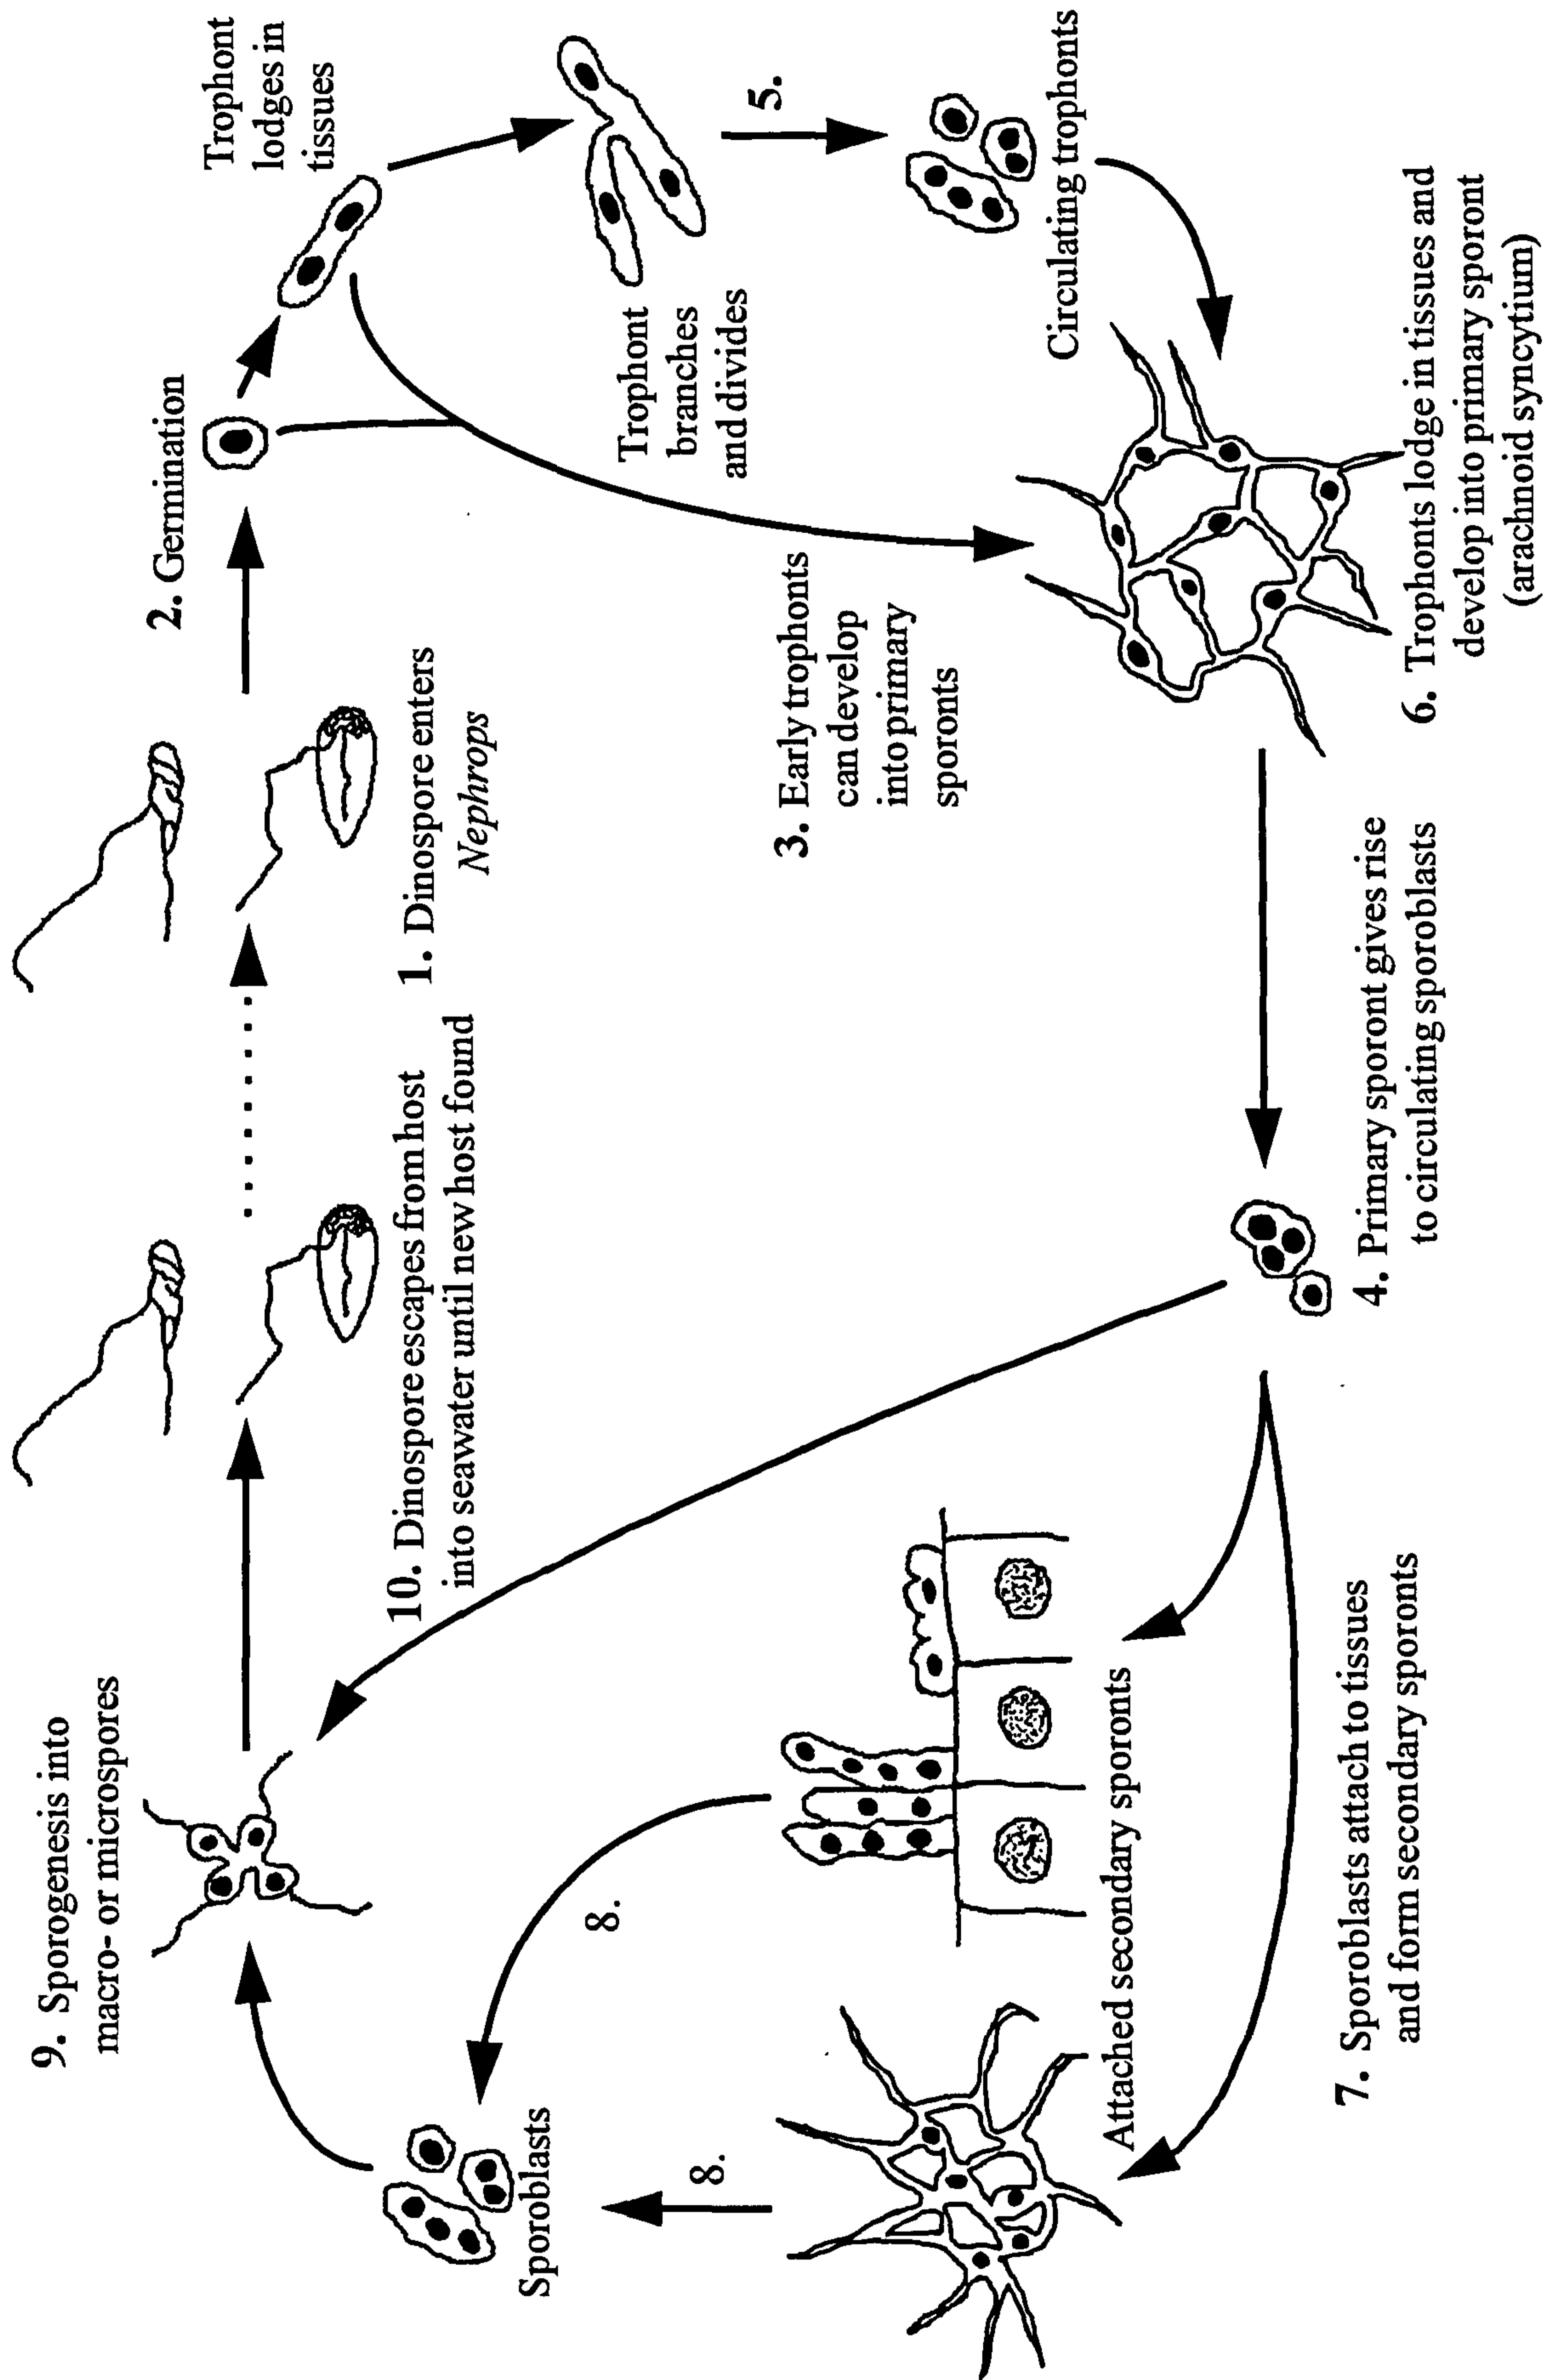 9. Sporogenesis into
macro- or microspores
10. Dinospore escapes from host
into seawater until new host found
1. Dinospore enters
Nephrops
2. Germination
Trophont
lodges in
tissues
Trophont
branches
and divides
5.
Circulating trophonts
3. Early trophonts
can develop
into primary
sporonts
6. Trophonts lodge in tissues and
develop into primary sporont
(arachnoid syncytium)
4. Primary sporont gives rise
to circulating sporoblasts
7. Sporoblasts attach to tissues
and form secondary sporonts
Attached secondary sporonts
8.
8.
Sporoblasts